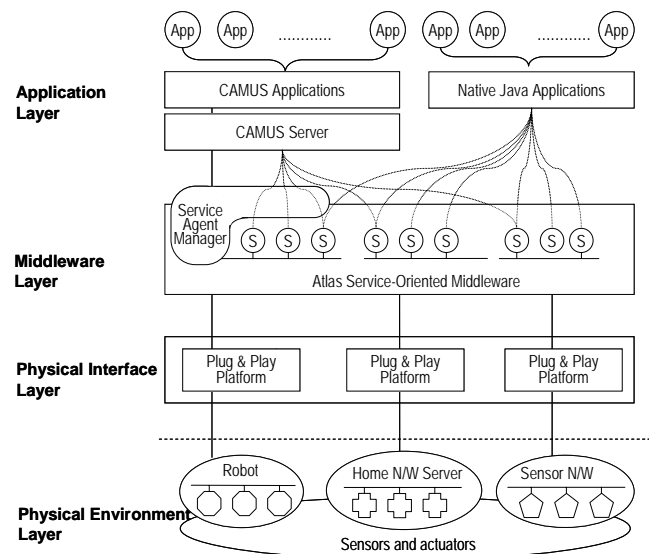 App App ............ App App App ............ App
Application
Layer
CAMUS Applications
Native Java Applications
CAMUS Server
Service
Agent
Manager
S S S S S S S S S
Middleware
Layer
Atlas Service-Oriented Middleware
Physical Interface
Layer
Plug & Play
Platform
Plug & Play
Platform
Plug & Play
Platform
Robot
Home N/W Server
Sensor N/W
Physical Environment
Layer
Sensors and actuators